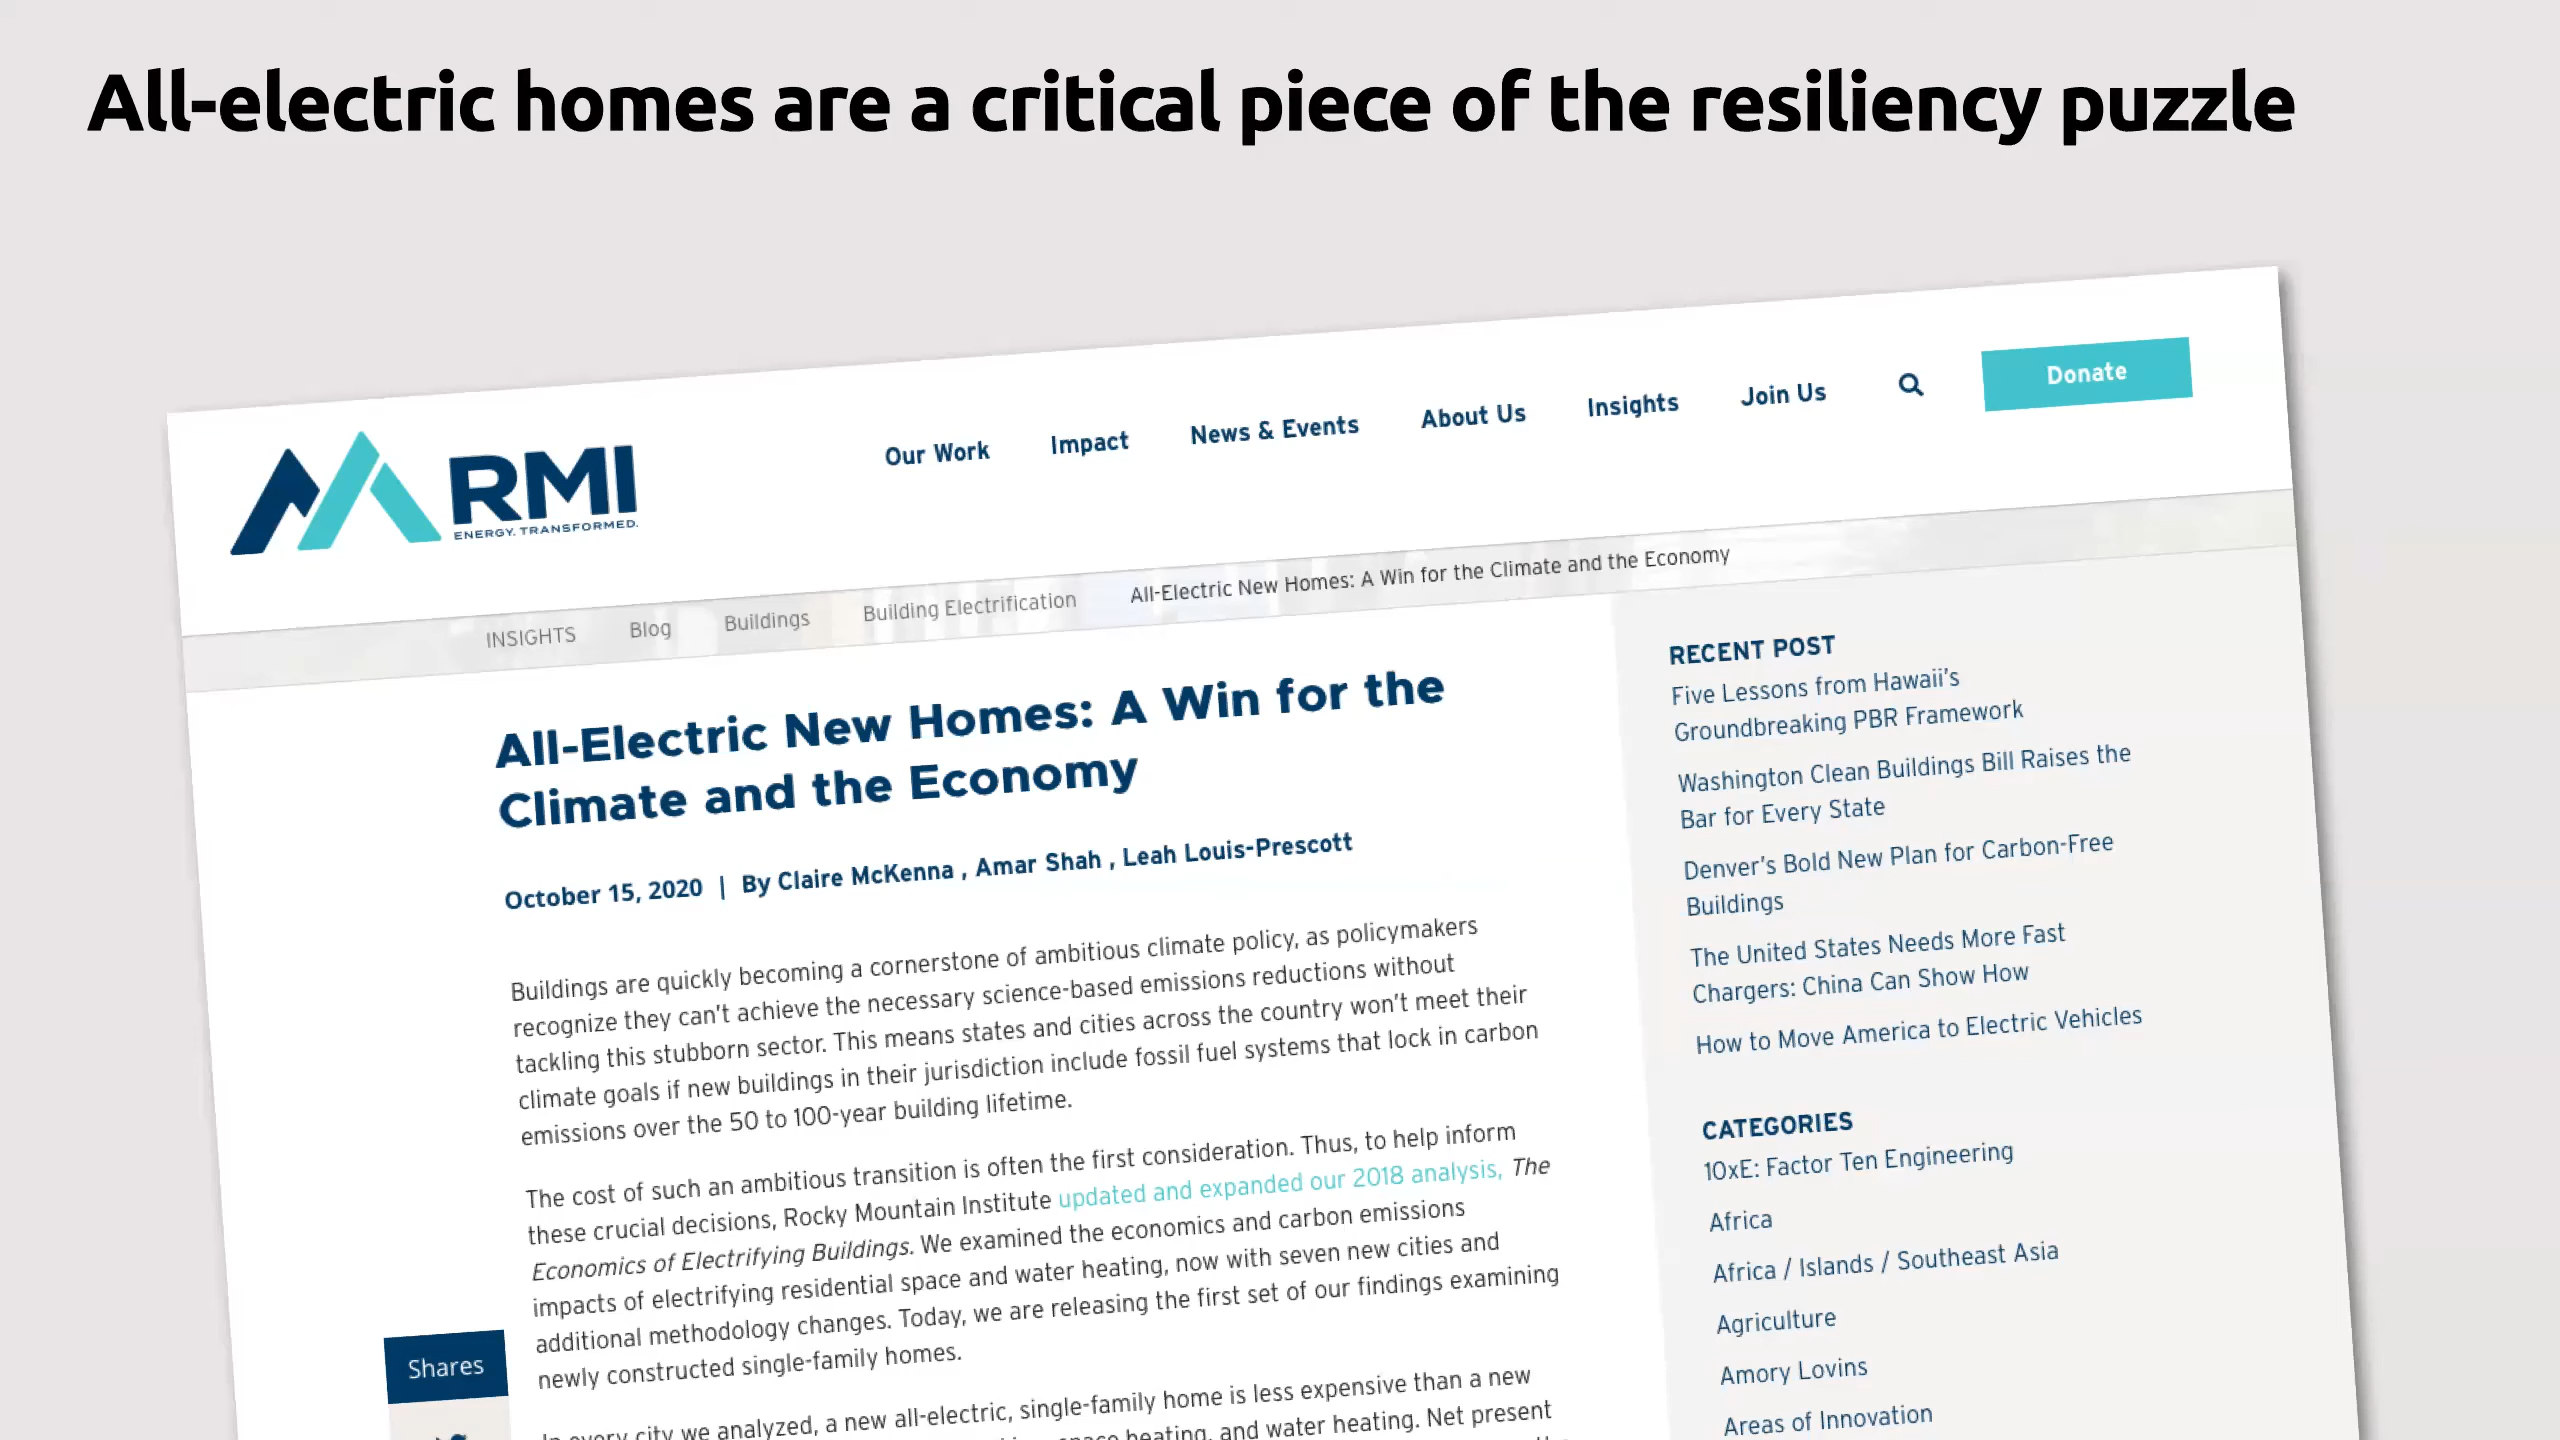 All-electric homes are a critical piece of the resiliency puzzle
RMI
ENERGY. TRANSFORMED.
Our Work
Impact
News & Events
About Us
Insights
Join Us
Donate
INSIGHTS
Blog
Buildings
Building Electrification
All-Electric New Homes: A Win for the Climate and the Economy
All-Electric New Homes: A Win for the
Climate and the Economy
October 15, 2020 | By Claire McKenna , Amar Shah , Leah Louis-Prescott
Buildings are quickly becoming a cornerstone of ambitious climate policy, as policymakers
recognize they can't achieve the necessary science-based emissions reductions without
tackling this stubborn sector. This means states and cities across the country won't meet their
climate goals if new buildings in their jurisdiction include fossil fuel systems that lock in carbon
emissions over the 50 to 100-year building lifetime.
The cost of such an ambitious transition is often the first consideration. Thus, to help inform
these crucial decisions, Rocky Mountain Institute updated and expanded our 2018 analysis, The
Economics of Electrifying Buildings. We examined the economics and carbon emissions
impacts of electrifying residential space and water heating, now with seven new cities and
additional methodology changes. Today, we are releasing the first set of our findings examining
newly constructed single-family homes.
In every city we analyzed, a new all-electric, single-family home is less expensive than a new
space heating, and water heating. Net present
Shares
RECENT POST
Five Lessons from Hawaii's
Groundbreaking PBR Framework
Washington Clean Buildings Bill Raises the
Bar for Every State
Denver's Bold New Plan for Carbon-Free
Buildings
The United States Needs More Fast
Chargers: China Can Show How
How to Move America to Electric Vehicles
CATEGORIES
10xE: Factor Ten Engineering
Africa
Africa / Islands / Southeast Asia
Agriculture
Amory Lovins
Areas of Innovation